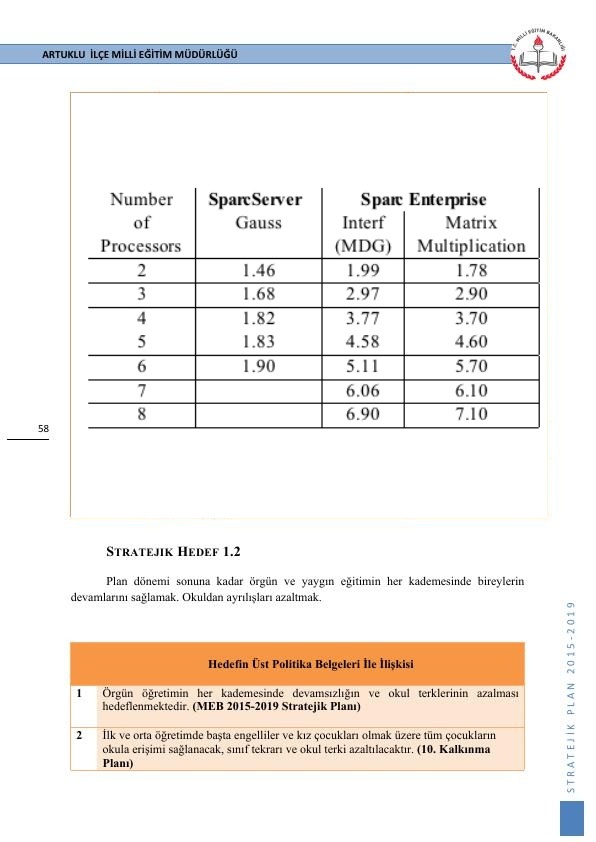 ARTUKLU İLÇE MİLLİ EĞİTİM MÜDÜRLÜĞÜ
T.C. MİLLÎ EĞİTİM BAKANLIĞI
Number SparcServer Sparc Enterprise
of Gauss Interf Matrix
Processors (MDG) Multiplication
2 1.46 1.99 1.78
3 1.68 2.97 2.90
4 1.82 3.77 3.70
5 1.83 4.58 4.60
6 1.90 5.11 5.70
7 6.06 6.10
8 6.90 7.10
58
STRATEJIK HEDEF 1.2
Plan dönemi sonuna kadar örgün ve yaygın eğitimin her kademesinde bireylerin
devamlarını sağlamak. Okuldan ayrılışları azaltmak.
Hedefin Üst Politika Belgeleri İle İlişkisi
1 Örgün öğretimin her kademesinde devamsızlığın ve okul terklerinin azalması
hedeflenmektedir. (MEB 2015-2019 Stratejik Planı)
2 İlk ve orta öğretimde başta engelliler ve kız çocukları olmak üzere tüm çocukların
okula erişimi sağlanacak, sınıf tekrarı ve okul terki azaltılacaktır. (10. Kalkınma
Planı)
STRATEJİK PLAN 2015-2019